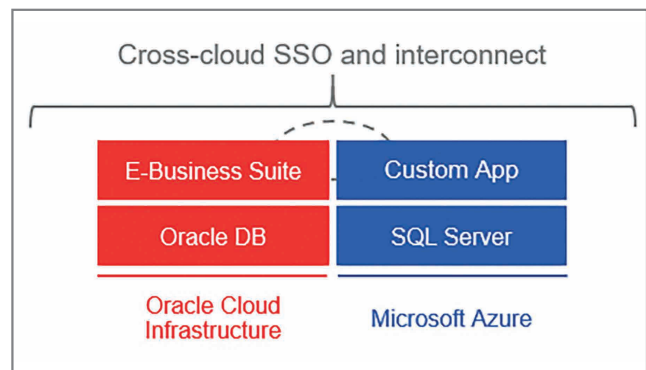 Cross-cloud SSO and interconnect
E-Business Suite
Custom App
Oracle DB
SQL Server
Oracle Cloud
Infrastructure
Microsoft Azure